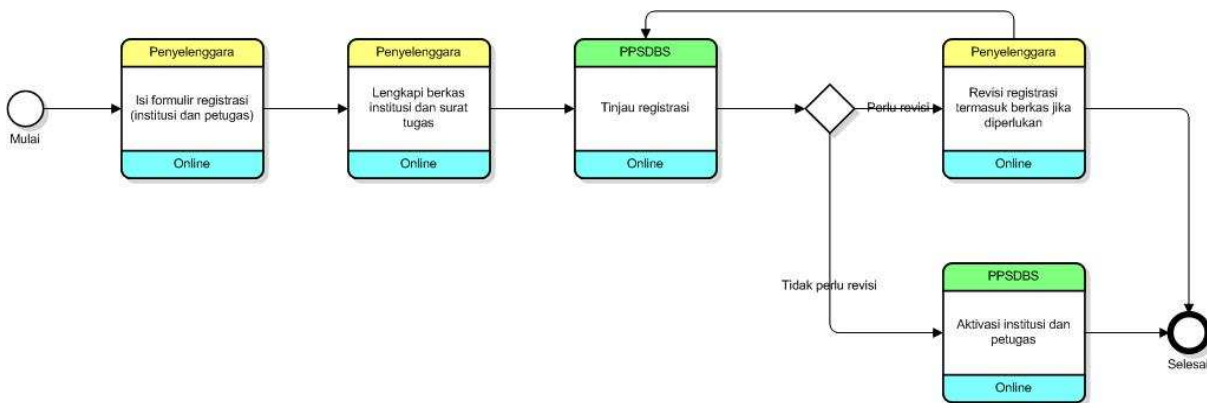 Mulai
Penyelenggara
Isi formulir registrasi
(institusi dan petugas)
Online
Penyelenggara
Lengkapi berkas
institusi dan surat
tugas
Online
PPSDBS
Tinjau registrasi
Online
Perlu revisi
Penyelenggara
Revisi registrasi
termasuk berkas jika
diperlukan
Online
Tidak perlu revisi
PPSDBS
Aktivasi institusi dan
petugas
Online
Selesai